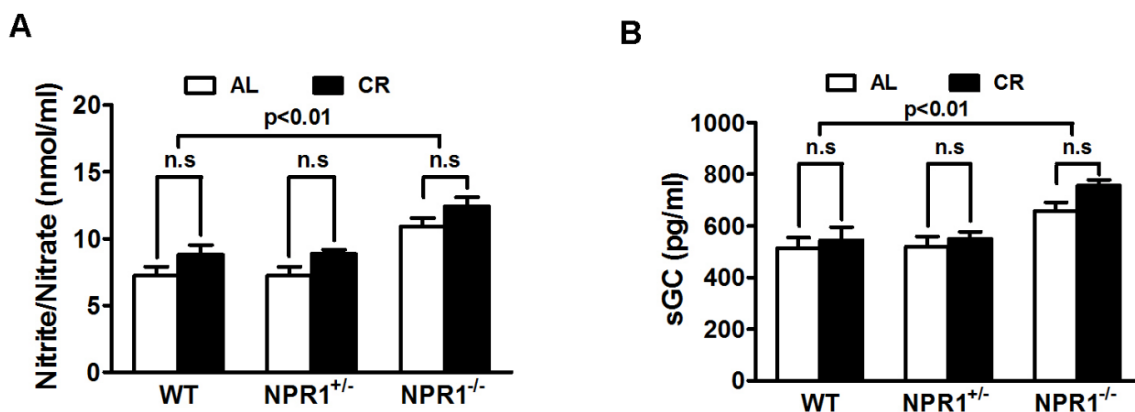 A
AL CR
Nitrite/Nitrate (nmol/ml)
20
15
10
5
0
p<0.01
n.s n.s n.s
WT NPR1+/- NPR1-/-
B
AL CR
sGC (pg/ml)
1000
800
600
400
200
0
p<0.01
n.s n.s n.s
WT NPR1+/- NPR1-/-